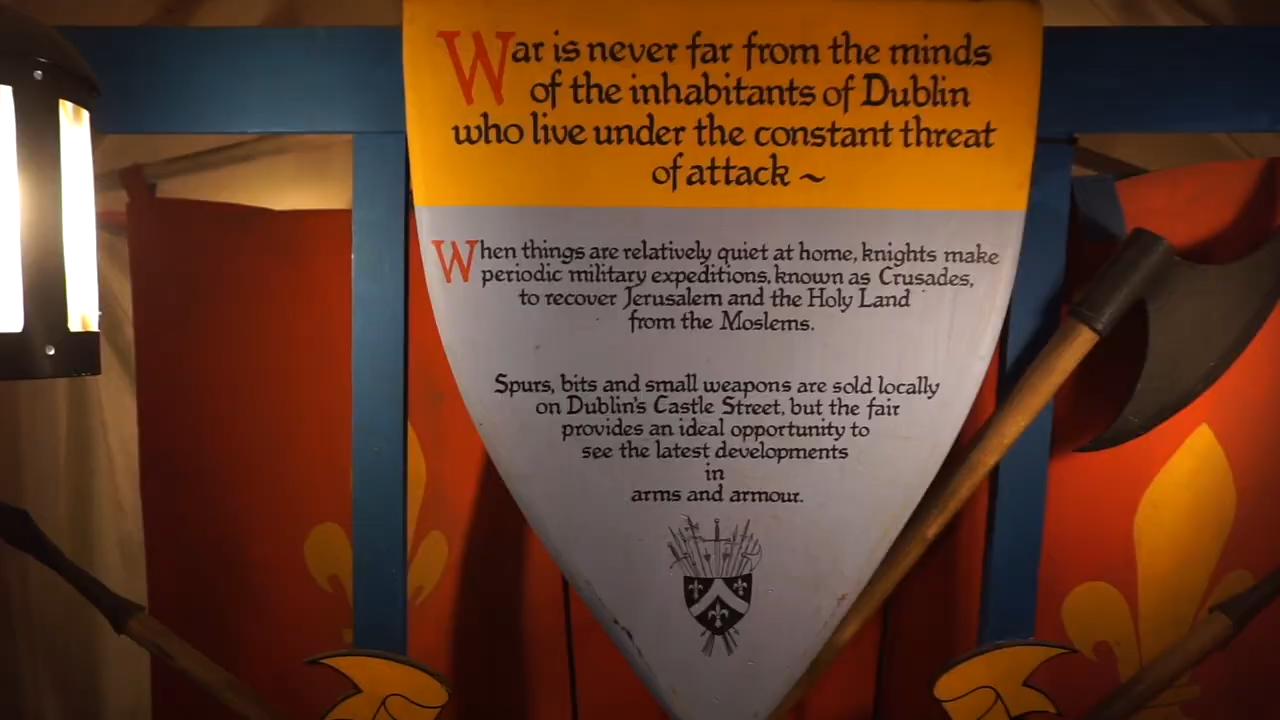 War is never far from the minds
of the inhabitants of Dublin
who live under the constant threat
of attack ~
When things are relatively quiet at home, knights make
periodic military expeditions, known as Crusades,
to recover Jerusalem and the Holy Land
from the Moslems.
Spurs, bits and small weapons are sold locally
on Dublin's Castle Street, but the fair
provides an ideal opportunity to
see the latest developments
in
arms and armour.